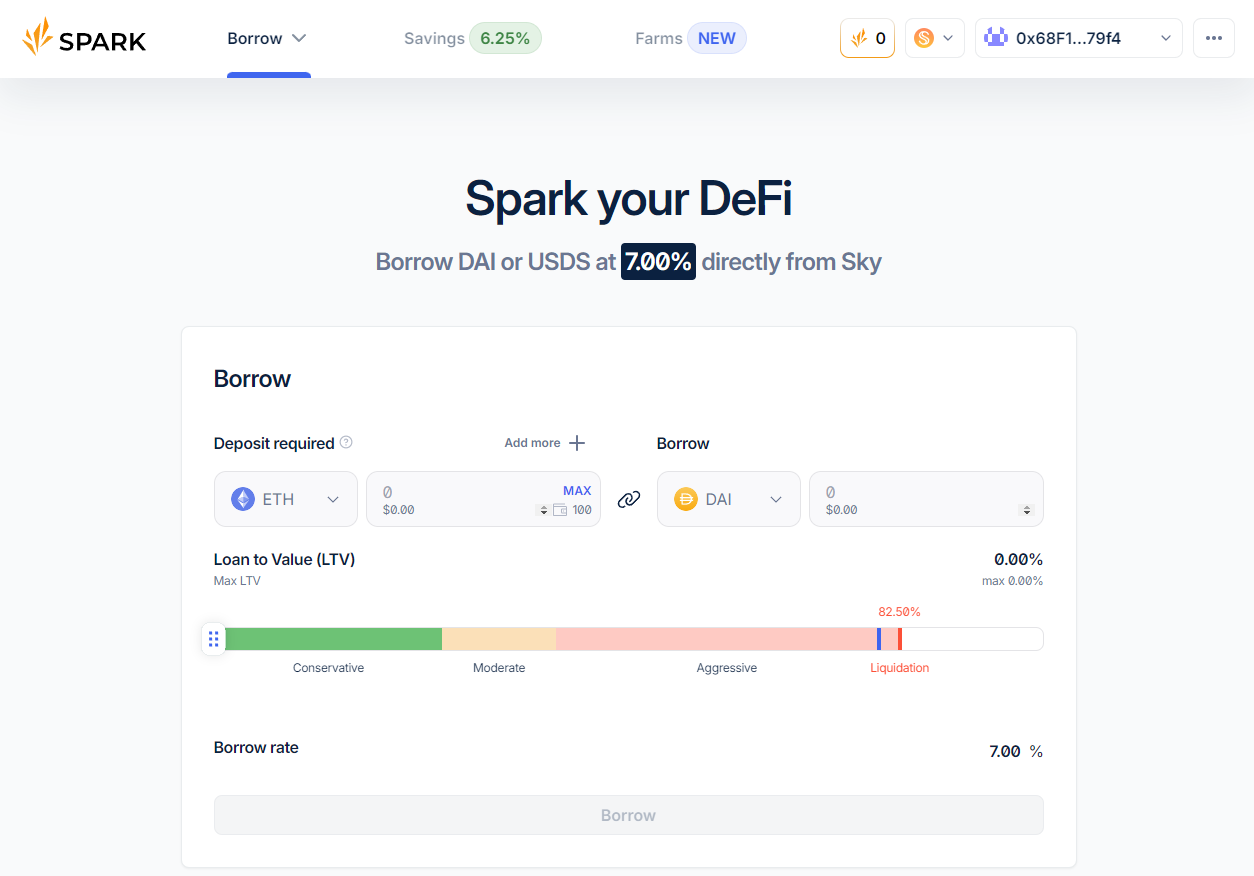 SPARK Borrow Savings 6.25% Farms NEW 0 0x68F1...79f4
Spark your DeFi
Borrow DAI or USDS at 7.00% directly from Sky
Borrow
Deposit required Add more Borrow
ETH 0 MAX DAI 0
$0.00 100 $0.00
Loan to Value (LTV) 0.00%
Max LTV max 0.00%
82.50%
Conservative Moderate Aggressive Liquidation
Borrow rate 7.00 %
Borrow